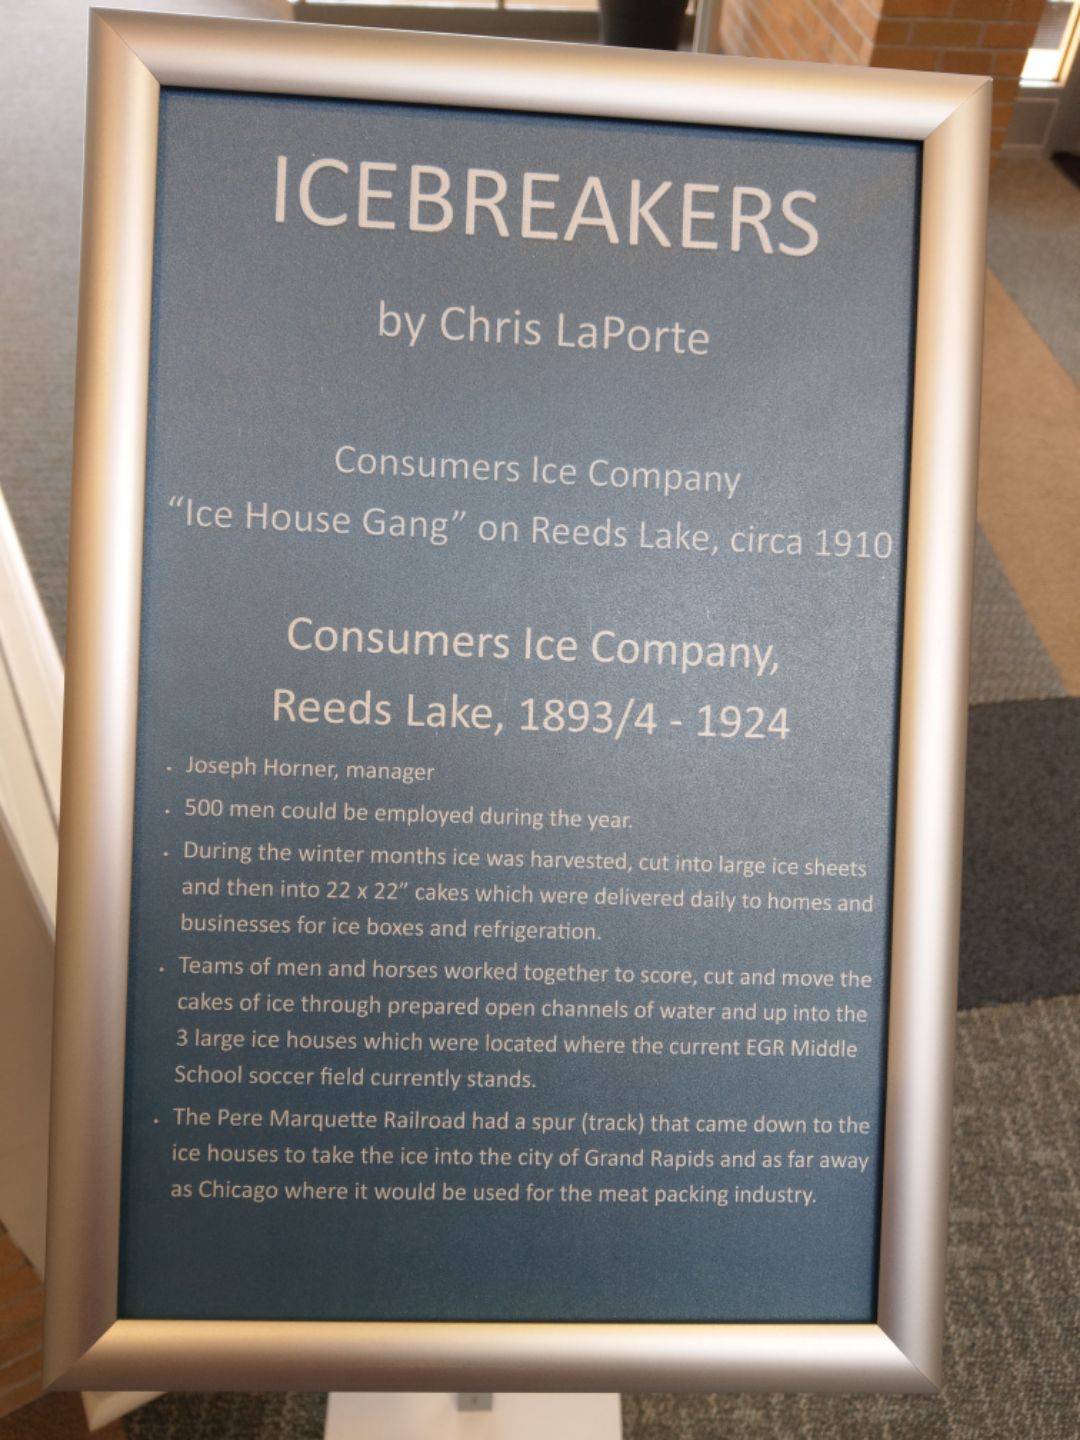 ICEBREAKERS
by Chris LaPorte
Consumers Ice Company
“Ice House Gang” on Reeds Lake, circa 1910
Consumers Ice Company,
Reeds Lake, 1893/4 - 1924
• Joseph Horner, manager
• 500 men could be employed during the year.
• During the winter months ice was harvested, cut into large ice sheets
and then into 22 x 22” cakes which were delivered daily to homes and
businesses for ice boxes and refrigeration.
• Teams of men and horses worked together to score, cut and move the
cakes of ice through prepared open channels of water and up into the
3 large ice houses which were located where the current EGR Middle
School soccer field currently stands.
• The Pere Marquette Railroad had a spur (track) that came down to the
ice houses to take the ice into the city of Grand Rapids and as far away
as Chicago where it would be used for the meat packing industry.